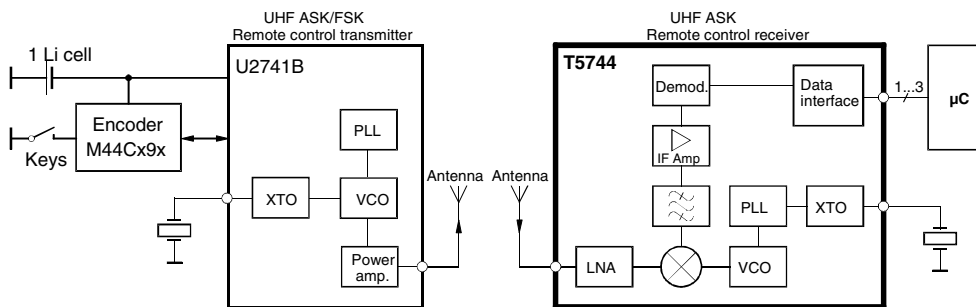 UHF ASK/FSK
Remote control transmitter
UHF ASK
Remote control receiver
1 Li cell
U2741B
Encoder
M44Cx9x
Keys
PLL
XTO
VCO
Power
amp.
Antenna
Antenna
T5744
Demod.
Data
interface
1...3
µC
IF Amp
PLL
XTO
LNA
VCO